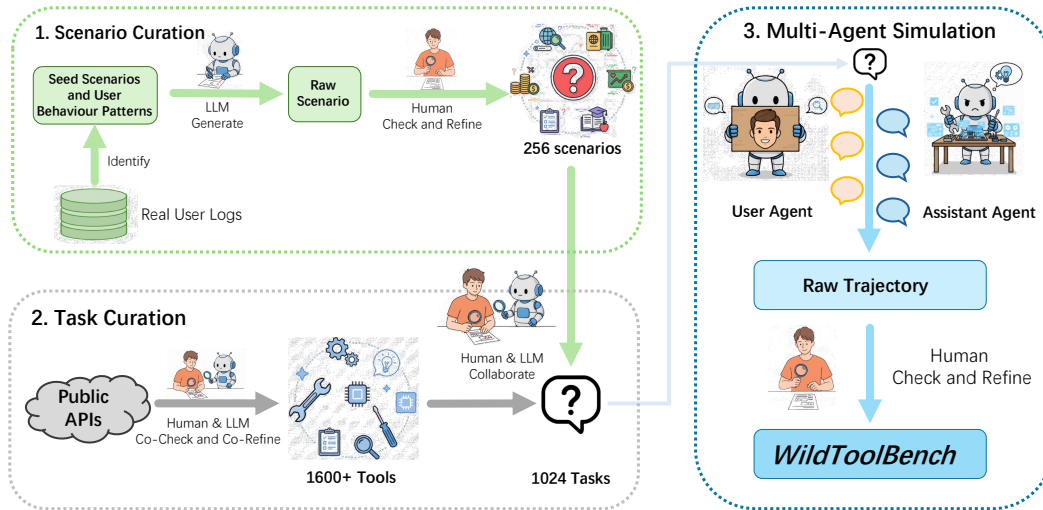 1. Scenario Curation
Seed Scenarios
and User
Behaviour Patterns
LLM
Generate
Raw
Scenario
Human
Check and Refine
256 scenarios
Identify
Real User Logs
2. Task Curation
Public
APIs
Human & LLM
Co-Check and Co-Refine
1600+ Tools
Human & LLM
Collaborate
?
1024 Tasks
3. Multi-Agent Simulation
?
User Agent
Assistant Agent
Raw Trajectory
Human
Check and Refine
WildToolBench